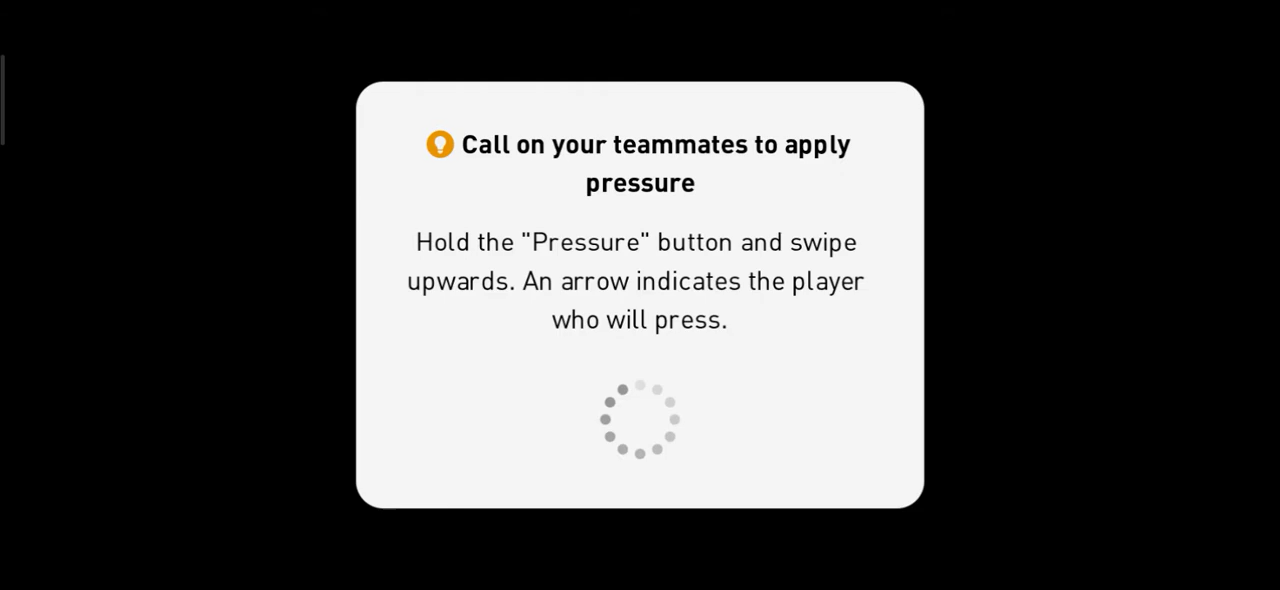 Call on your teammates to apply
pressure
Hold the "Pressure" button and swipe
upwards. An arrow indicates the player
who will press.